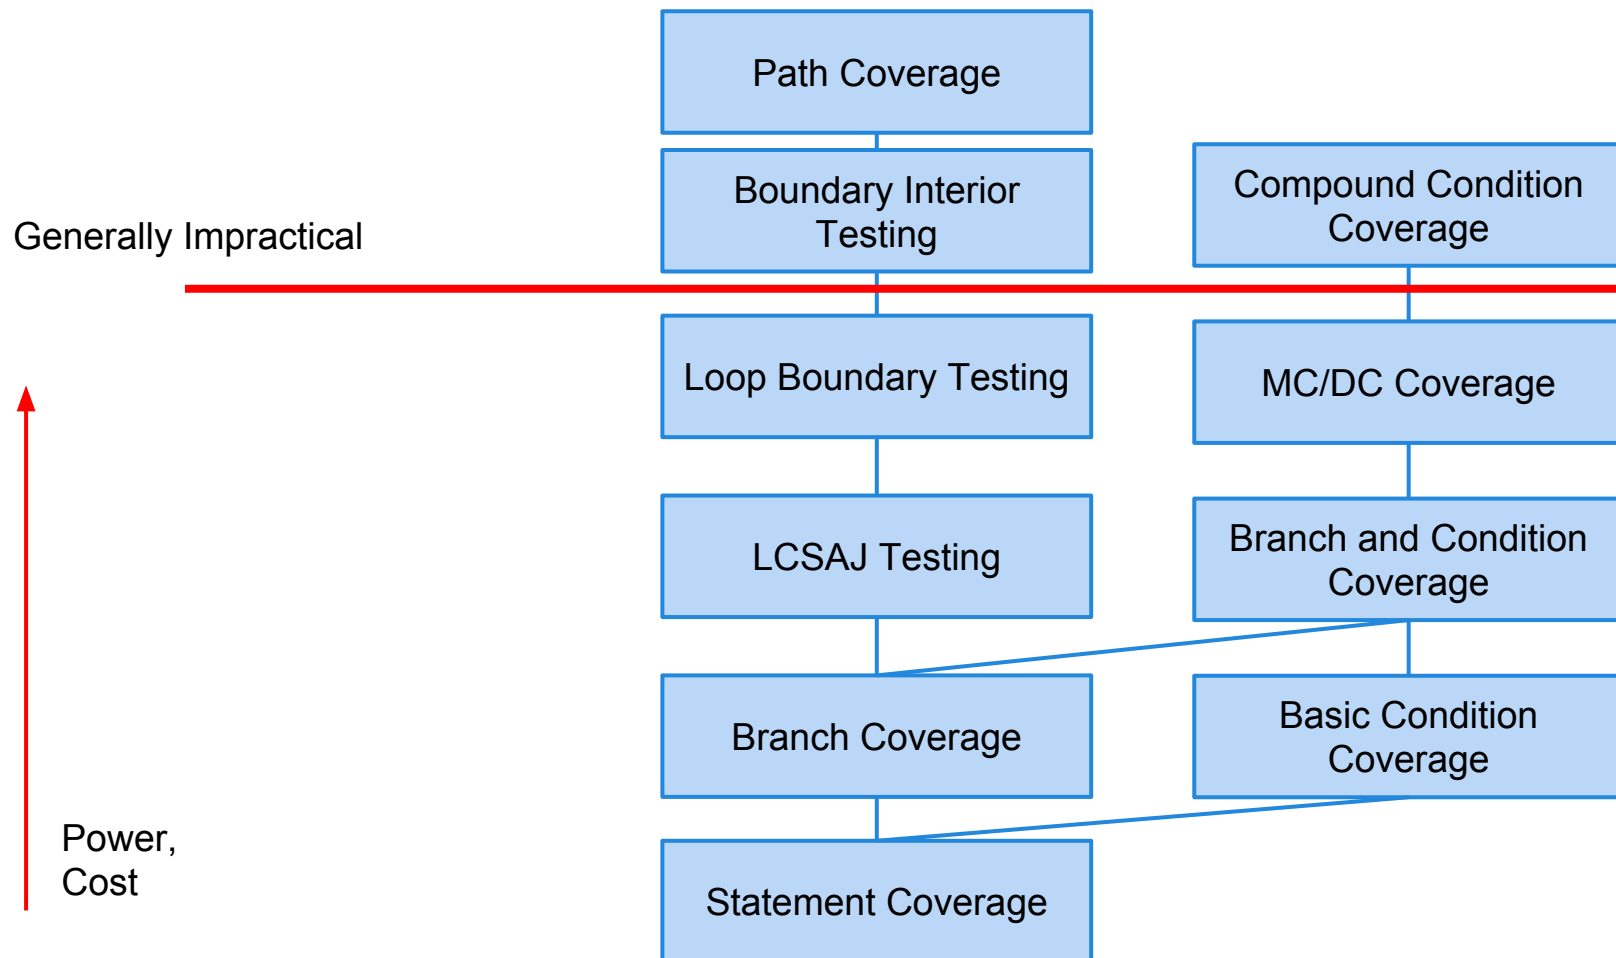 Path Coverage
Boundary Interior
Testing
Compound Condition
Coverage
Generally Impractical
Loop Boundary Testing
MC/DC Coverage
LCSAJ Testing
Branch and Condition
Coverage
Branch Coverage
Basic Condition
Coverage
Power,
Cost
Statement Coverage